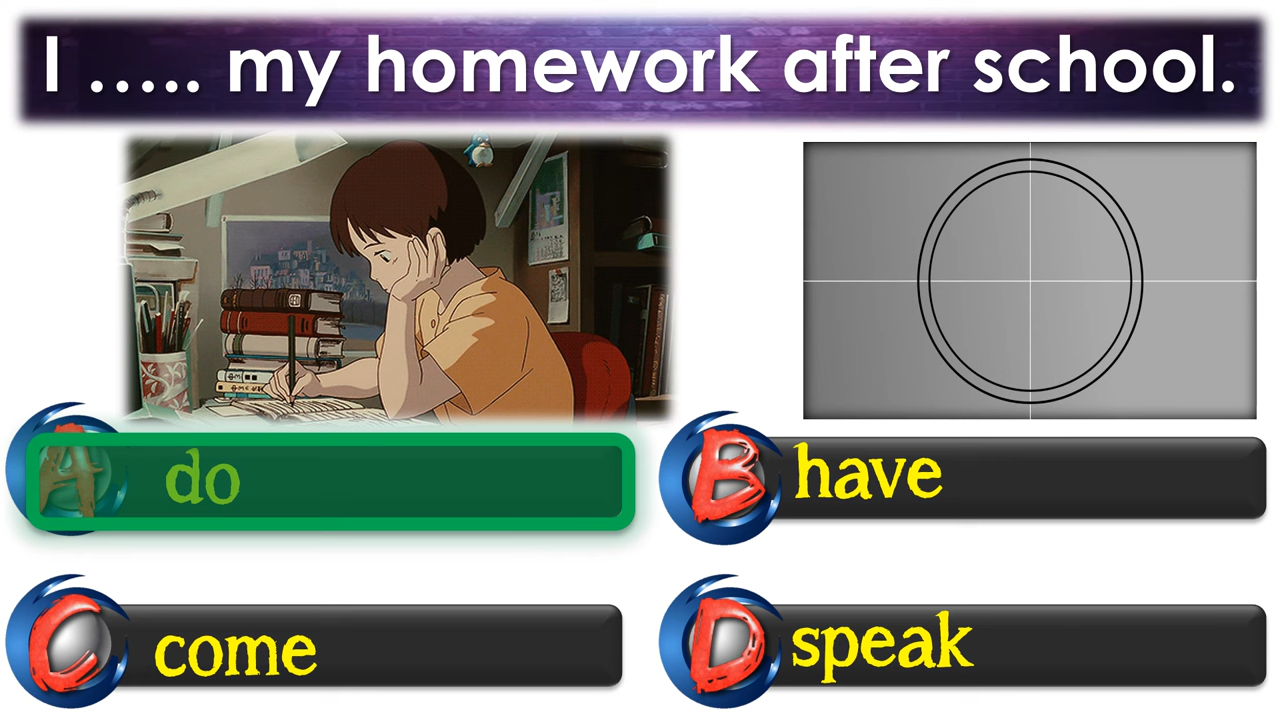 I ..... my homework after school.
A do
B have
C come
D speak